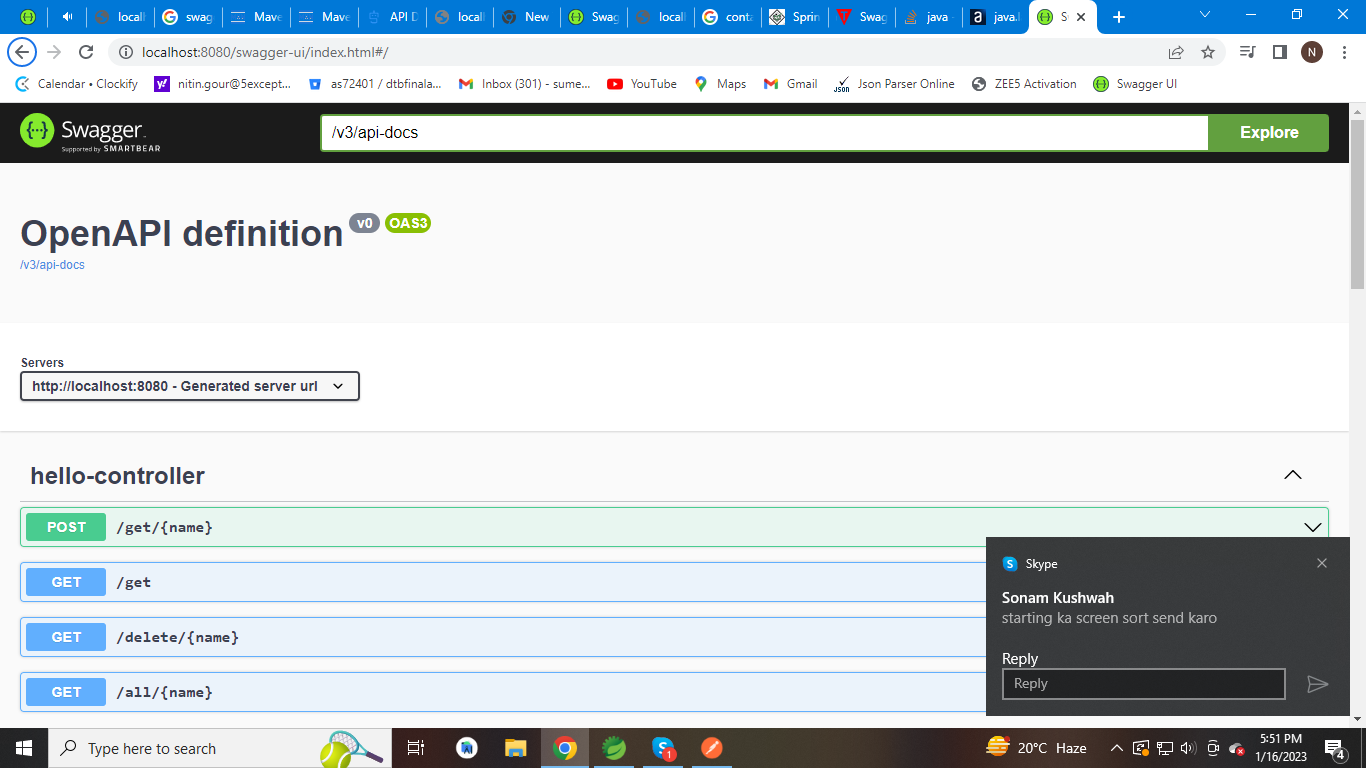 locall
swag
Mave
Mave
API D
locall
New
Swag
locall
conta
Sprin
Swag
java -
java.l
S
localhost:8080/swagger-ui/index.html#/
N
Calendar • Clockify
nitin.gour@5except...
as72401 / dtbfinala...
Inbox (301) - sume...
YouTube
Maps
Gmail
JSON
Json Parser Online
ZEE5 Activation
Swagger UI
Swagger
Supported by SMARTBEAR
/v3/api-docs
Explore
OpenAPI definition v0 OAS3
/v3/api-docs
Servers
http://localhost:8080 - Generated server url
hello-controller
POST /get/{name}
GET /get
GET /delete/{name}
GET /all/{name}
Skype
Sonam Kushwah
starting ka screen sort send karo
Reply
Reply
Type here to search
1
20°C Haze
5:51 PM
1/16/2023
4